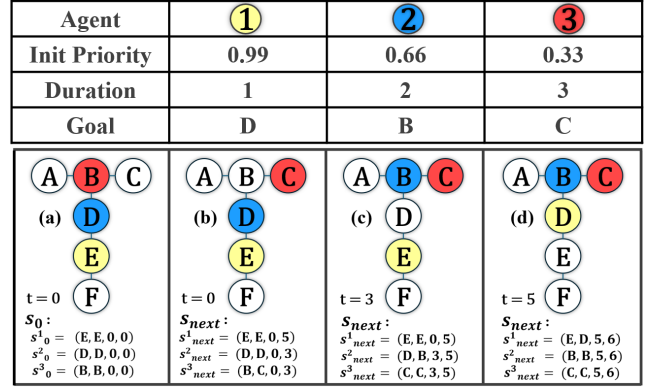 Agent 1 2 3
Init Priority 0.99 0.66 0.33
Duration 1 2 3
Goal D B C
A B C A B C A B C A B C
(a) D (b) D (c) D (d) D
E E E E
t = 0 F t = 0 F t = 3 F t = 5 F
S₀ : Sₙₑₓₜ : Sₙₑₓₜ : Sₙₑₓₜ :
s¹₀ = (E, E, 0, 0) s¹ₙₑₓₜ = (E, E, 0, 5) s¹ₙₑₓₜ = (E, E, 0, 5) s¹ₙₑₓₜ = (E, D, 5, 6)
s²₀ = (D, D, 0, 0) s²ₙₑₓₜ = (D, D, 0, 3) s²ₙₑₓₜ = (D, B, 3, 5) s²ₙₑₓₜ = (B, B, 5, 6)
s³₀ = (B, B, 0, 0) s³ₙₑₓₜ = (B, C, 0, 3) s³ₙₑₓₜ = (C, C, 3, 5) s³ₙₑₓₜ = (C, C, 5, 6)